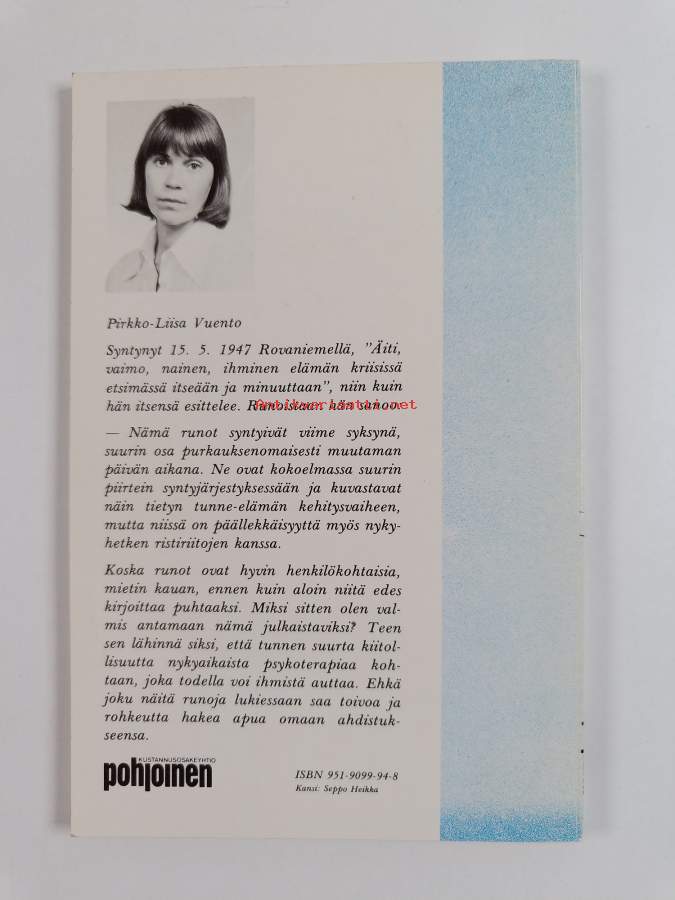 Pirkko-Liisa Vuento
Syntynyt 15. 5. 1947 Rovaniemellä, ”Äiti,
vaimo, nainen, ihminen elämän kriisissä
etsimässä itseään ja minuuttaan”, niin kuin
hän itsensä esittelee. Runoistaan hän sanoo:
Antikvariaatti.net
— Nämä runot syntyivät viime syksynä,
suurin osa purkauksenomaisesti muutaman
päivän aikana. Ne ovat kokoelmassa suurin
piirtein syntyjärjestyksessään ja kuvastavat
näin tietyn tunne-elämän kehitysvaiheen,
mutta niissä on päällekkäisyyttä myös nyky-
hetken ristiriitojen kanssa.
Koska runot ovat hyvin henkilökohtaisia,
mietin kauan, ennen kuin aloin niitä edes
kirjoittaa puhtaaksi. Miksi sitten olen val-
mis antamaan nämä julkaistaviksi? Teen
sen lähinnä siksi, että tunnen suurta kiitol-
lisuutta nykyaikaista psykoterapiaa koh-
taan, joka todella voi ihmistä auttaa. Ehkä
joku näitä runoja lukiessaan saa toivoa ja
rohkeutta hakea apua omaan ahdistuk-
seensa.
KUSTANNUSOSAKEYHTIÖ
pohjoinen
ISBN 951-9099-94-8
Kansi: Seppo Heikka